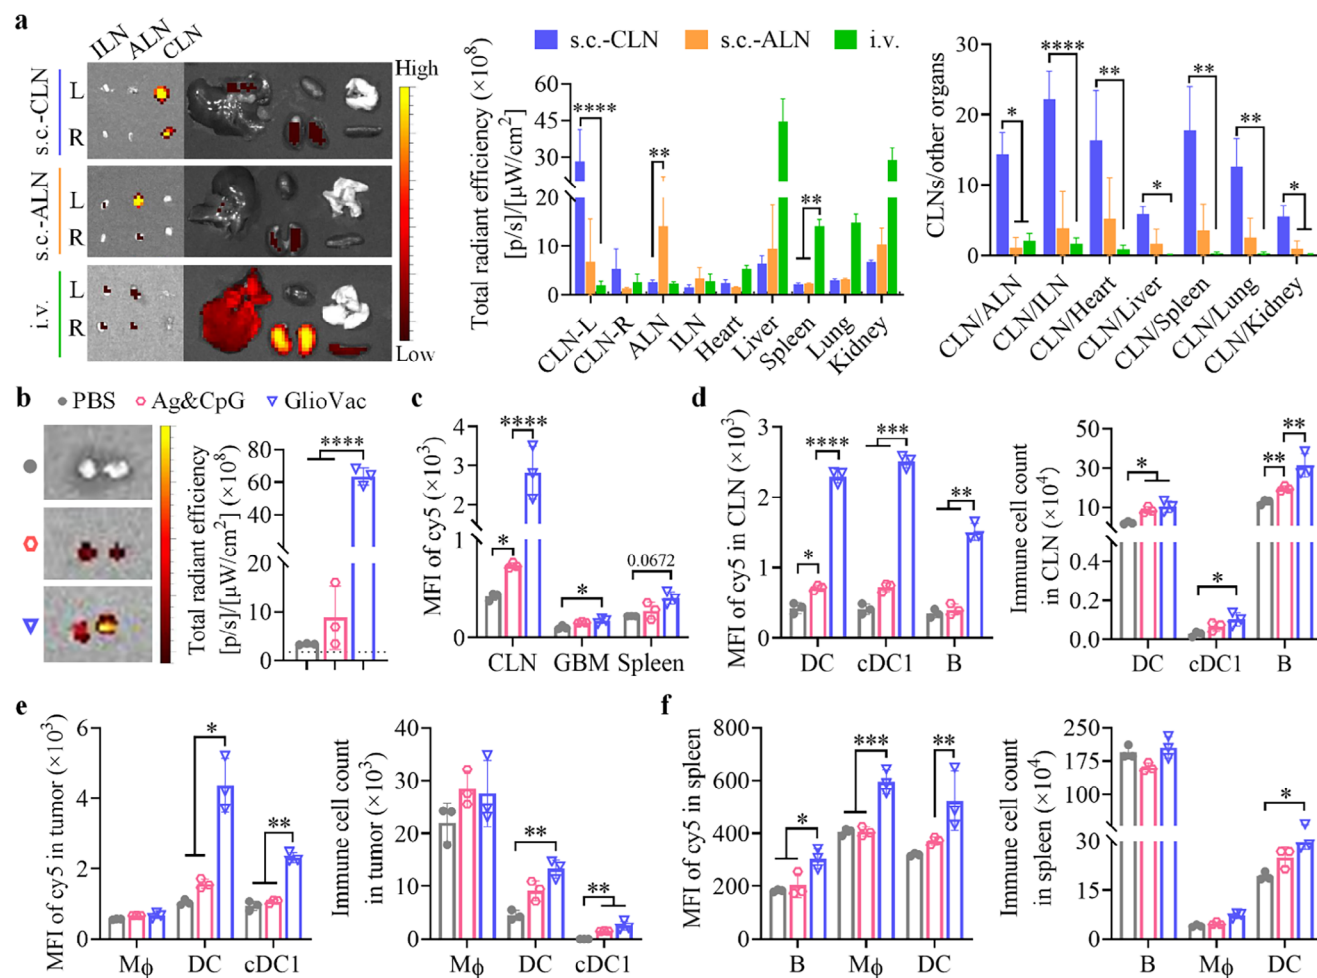 a
ILN ALN CLN
s.c.-CLN
L
R
s.c.-ALN
L
R
i.v.
L
R
High
Low
s.c.-CLN s.c.-ALN i.v.
Total radiant efficiency (×10⁸)
[p/s]/[μW/cm²]
60
45
30
20
10
0
****
**
**
CLN-L CLN-R ALN ILN Heart Liver Spleen Lung Kidney
CLNs/other organs
30
20
10
0
* **** ** * ** ** *
CLN/ALN CLN/ILN CLN/Heart CLN/Liver CLN/Spleen CLN/Lung CLN/Kidney
b
PBS Ag&CpG GlioVac
Total radiant efficiency
[p/s]/[μW/cm²] (×10⁸)
80
60
40
20
10
0
****
c
MFI of cy5 (×10³)
4
2
1
0
* **** * 0.0672
CLN GBM Spleen
d
MFI of cy5 in CLN (×10³)
3
2
1
0
* **** *** **
DC cDC1 B
Immune cell count
in CLN (×10⁴)
50
30
10
0.4
0.2
0.0
* * ** **
DC cDC1 B
e
MFI of cy5 in tumor (×10³)
6
4
2
0
* **
Mϕ DC cDC1
Immune cell count
in tumor (×10³)
40
30
20
10
0
** **
Mϕ DC cDC1
f
MFI of cy5 in spleen
800
600
400
200
* *** **
B Mϕ DC
Immune cell count
in spleen (×10⁴)
250
175
100
30
15
0
*
B Mϕ DC